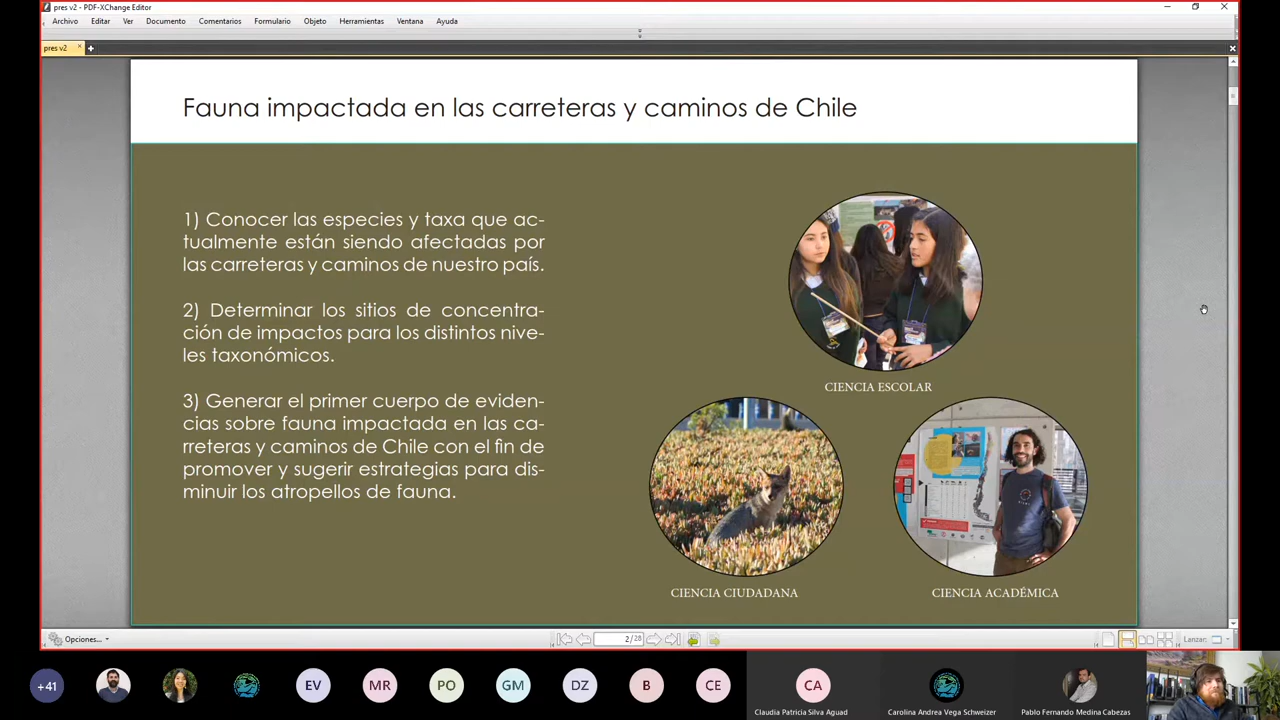 pres v2 - PDF-XChange Editor
Archivo Editar Ver Documento Comentarios Formulario Objeto Herramientas Ventana Ayuda
pres v2
Fauna impactada en las carreteras y caminos de Chile
1) Conocer las especies y taxa que ac-
tualmente están siendo afectadas por
las carreteras y caminos de nuestro país.
2) Determinar los sitios de concentra-
ción de impactos para los distintos nive-
les taxonómicos.
3) Generar el primer cuerpo de eviden-
cias sobre fauna impactada en las ca-
rreteras y caminos de Chile con el fin de
promover y sugerir estrategias para dis-
minuir los atropellos de fauna.
CIENCIA ESCOLAR
CIENCIA CIUDADANA
CIENCIA ACADÉMICA
Opciones...
2/28
Lanzar:
+41
EV
MR
PO
GM
DZ
B
CE
CA
Claudia Patricia Silva Aguad
Carolina Andrea Vega Schweizer
Pablo Fernando Medina Cabezas